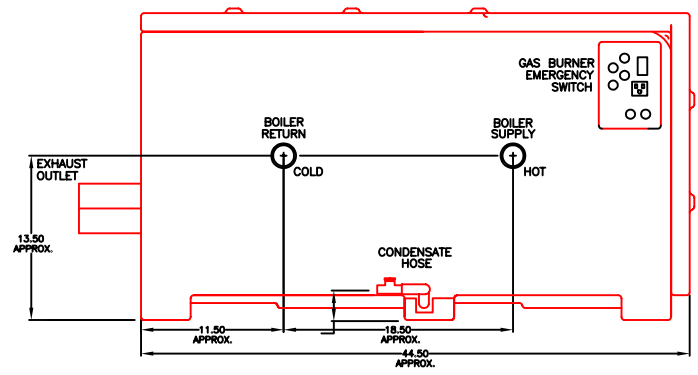 GAS BURNER
EMERGENCY
SWITCH
BOILER
RETURN
BOILER
SUPPLY
EXHAUST
OUTLET
COLD
HOT
13.50
APPROX.
CONDENSATE
HOSE
11.50
APPROX.
18.50
APPROX.
44.50
APPROX.